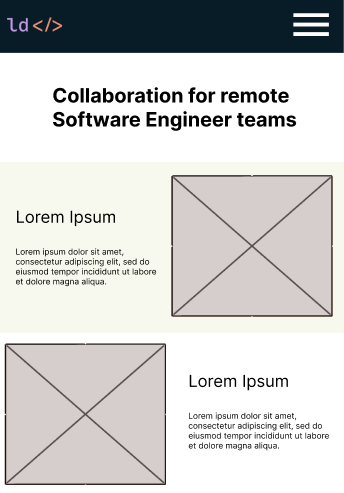 ld</>
Collaboration for remote
Software Engineer teams
Lorem Ipsum
Lorem ipsum dolor sit amet,
consectetur adipiscing elit, sed do
eiusmod tempor incididunt ut labore
et dolore magna aliqua.
Lorem Ipsum
Lorem ipsum dolor sit amet,
consectetur adipiscing elit, sed do
eiusmod tempor incididunt ut labore
et dolore magna aliqua.